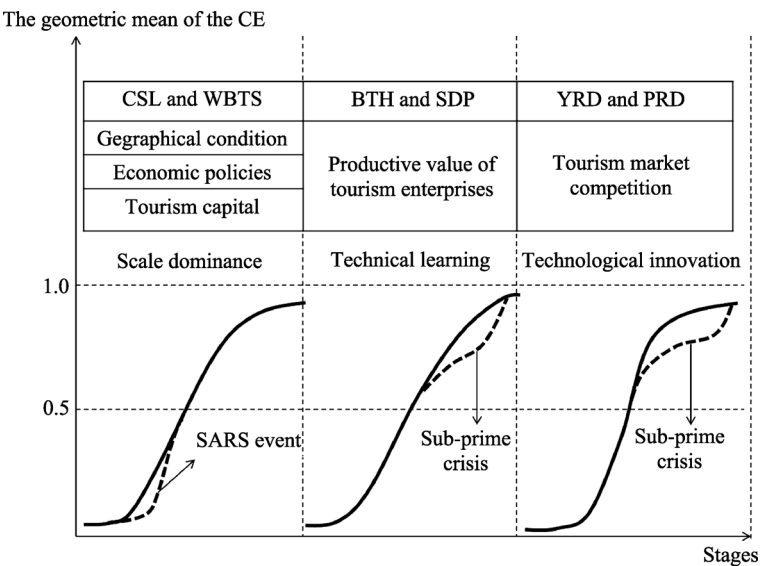 The geometric mean of the CE
CSL and WBTS
BTH and SDP
YRD and PRD
Gegraphical condition
Economic policies
Tourism capital
Productive value of
tourism enterprises
Tourism market
competition
Scale dominance
Technical learning
Technological innovation
1.0
0.5
SARS event
Sub-prime
crisis
Sub-prime
crisis
Stages